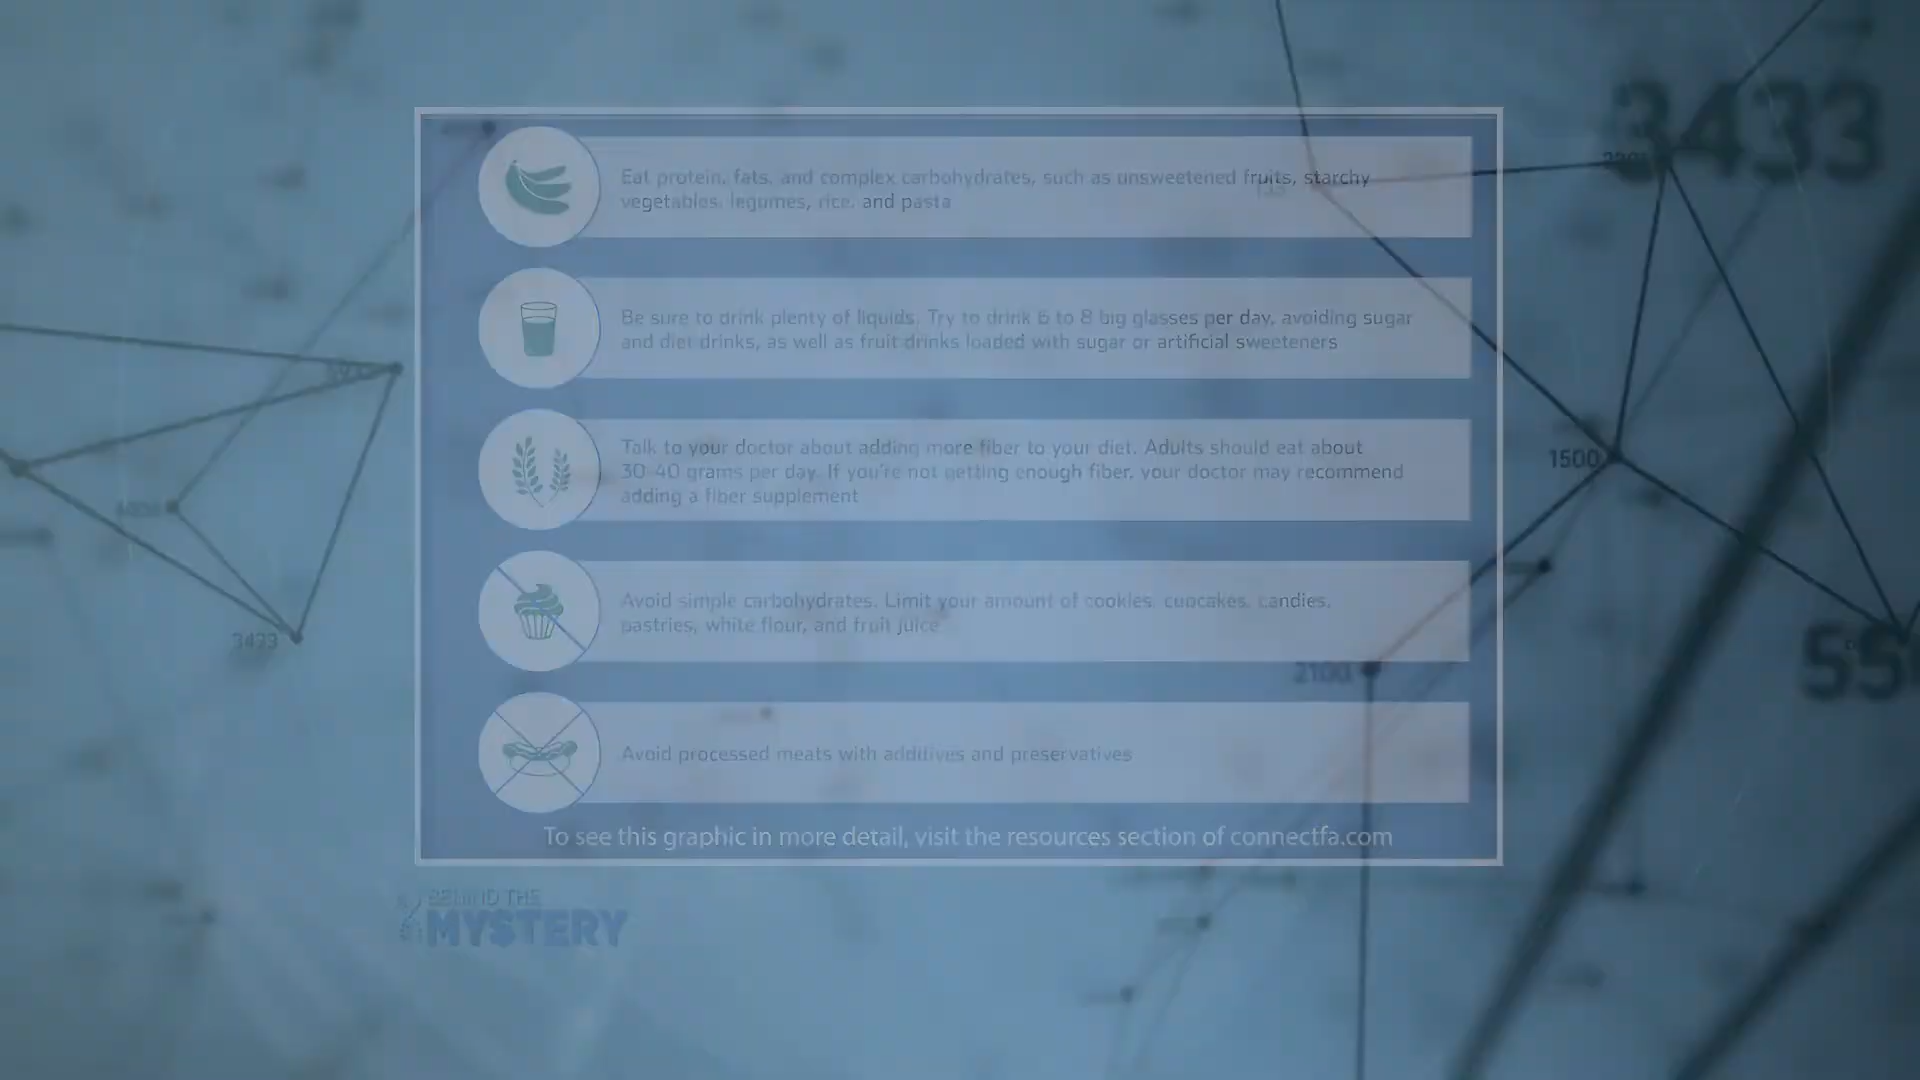 3433
Eat protein, fats, and complex carbohydrates, such as unsweetened fruits, starchy
vegetables, legumes, rice, and pasta
Be sure to drink plenty of liquids. Try to drink 6 to 8 big glasses per day, avoiding sugar
and diet drinks, as well as fruit drinks loaded with sugar or artificial sweeteners
Talk to your doctor about adding more fiber to your diet. Adults should eat about
30-40 grams per day. If you're not getting enough fiber, your doctor may recommend
adding a fiber supplement
1500
Avoid simple carbohydrates. Limit your amount of cookies, cupcakes, candies,
pastries, white flour, and fruit juice
3423
2100
55
Avoid processed meats with additives and preservatives
To see this graphic in more detail, visit the resources section of connectfa.com
BEHIND THE
MYSTERY